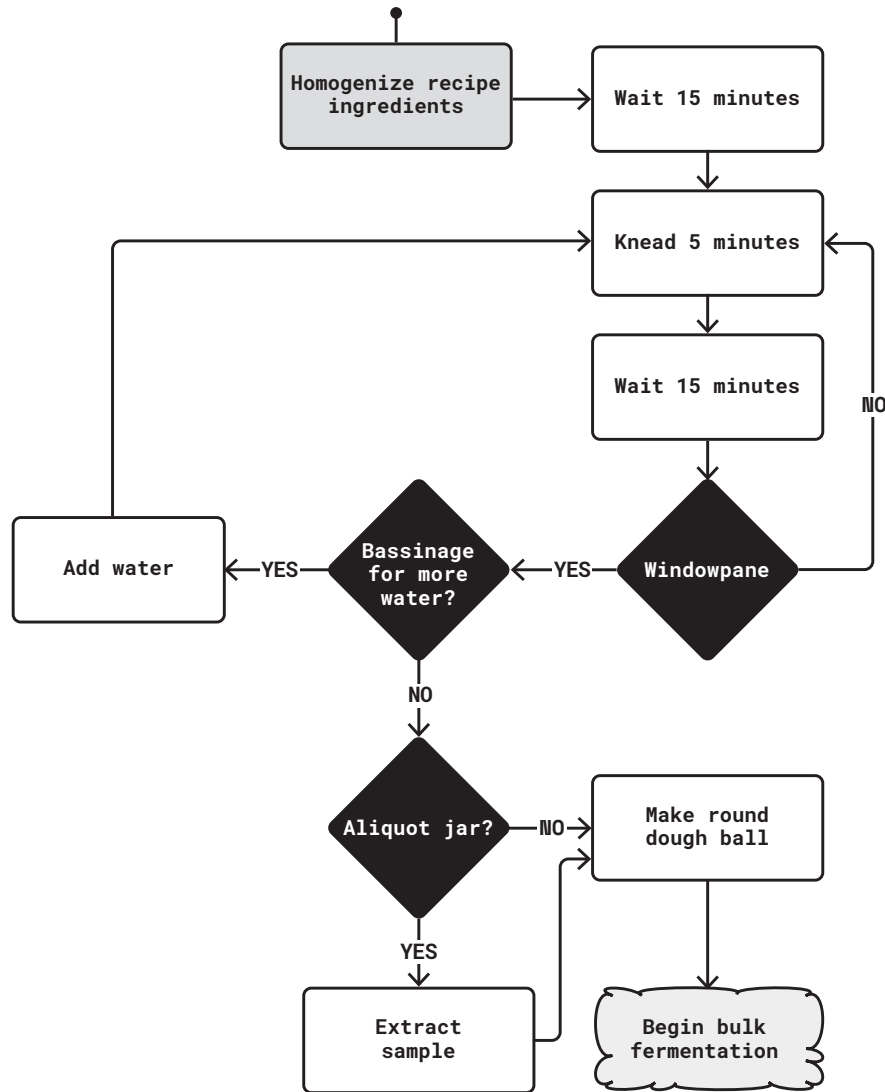 Homogenize recipe
ingredients
Wait 15 minutes
Knead 5 minutes
Wait 15 minutes
NO
Windowpane
YES
Bassinage
for more
water?
YES
Add water
NO
Aliquot jar?
NO
Make round
dough ball
YES
Extract
sample
Begin bulk
fermentation